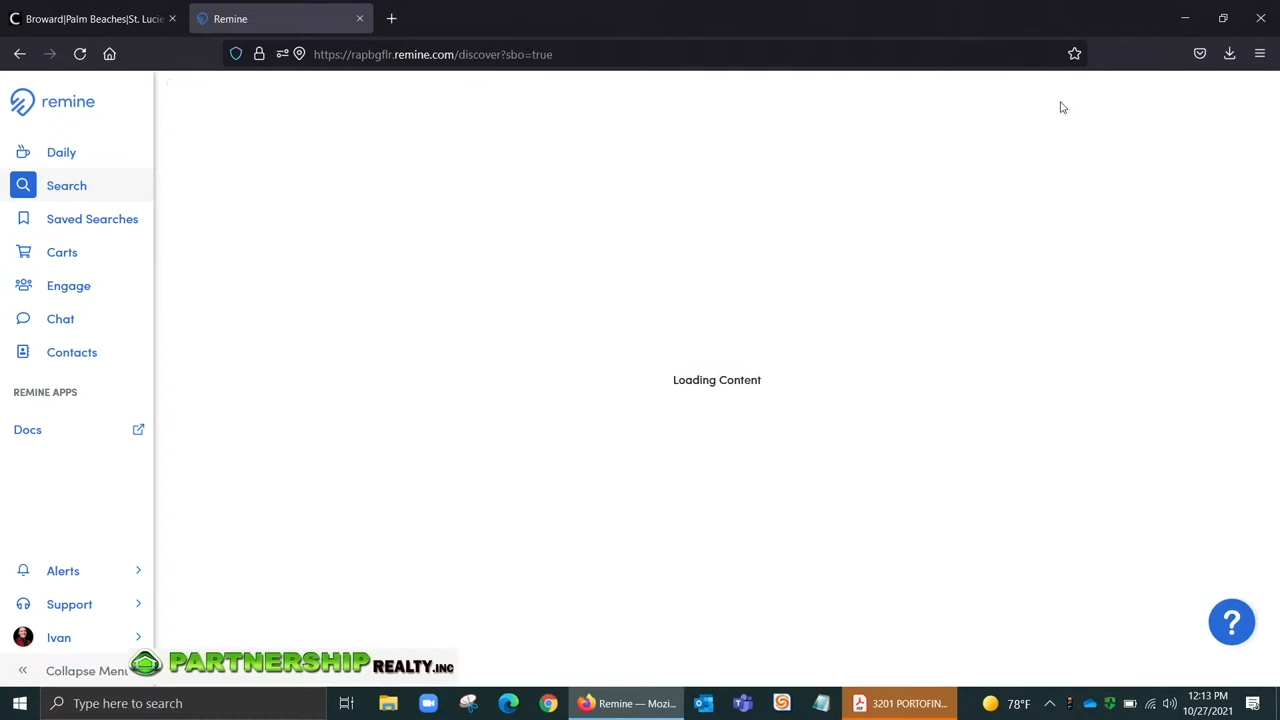 Broward|Palm Beaches|St. Lucie
Remine
https://rapbgflr.remine.com/discover?sbo=true
remine
Daily
Search
Saved Searches
Carts
Engage
Chat
Contacts
REMINE APPS
Docs
Loading Content
Alerts
Support
Ivan
Collapse Menu
PARTNERSHIP REALTY.INC
?
Type here to search
Remine — Mozi...
3201 PORTOFIN...
78°F
12:13 PM
10/27/2021